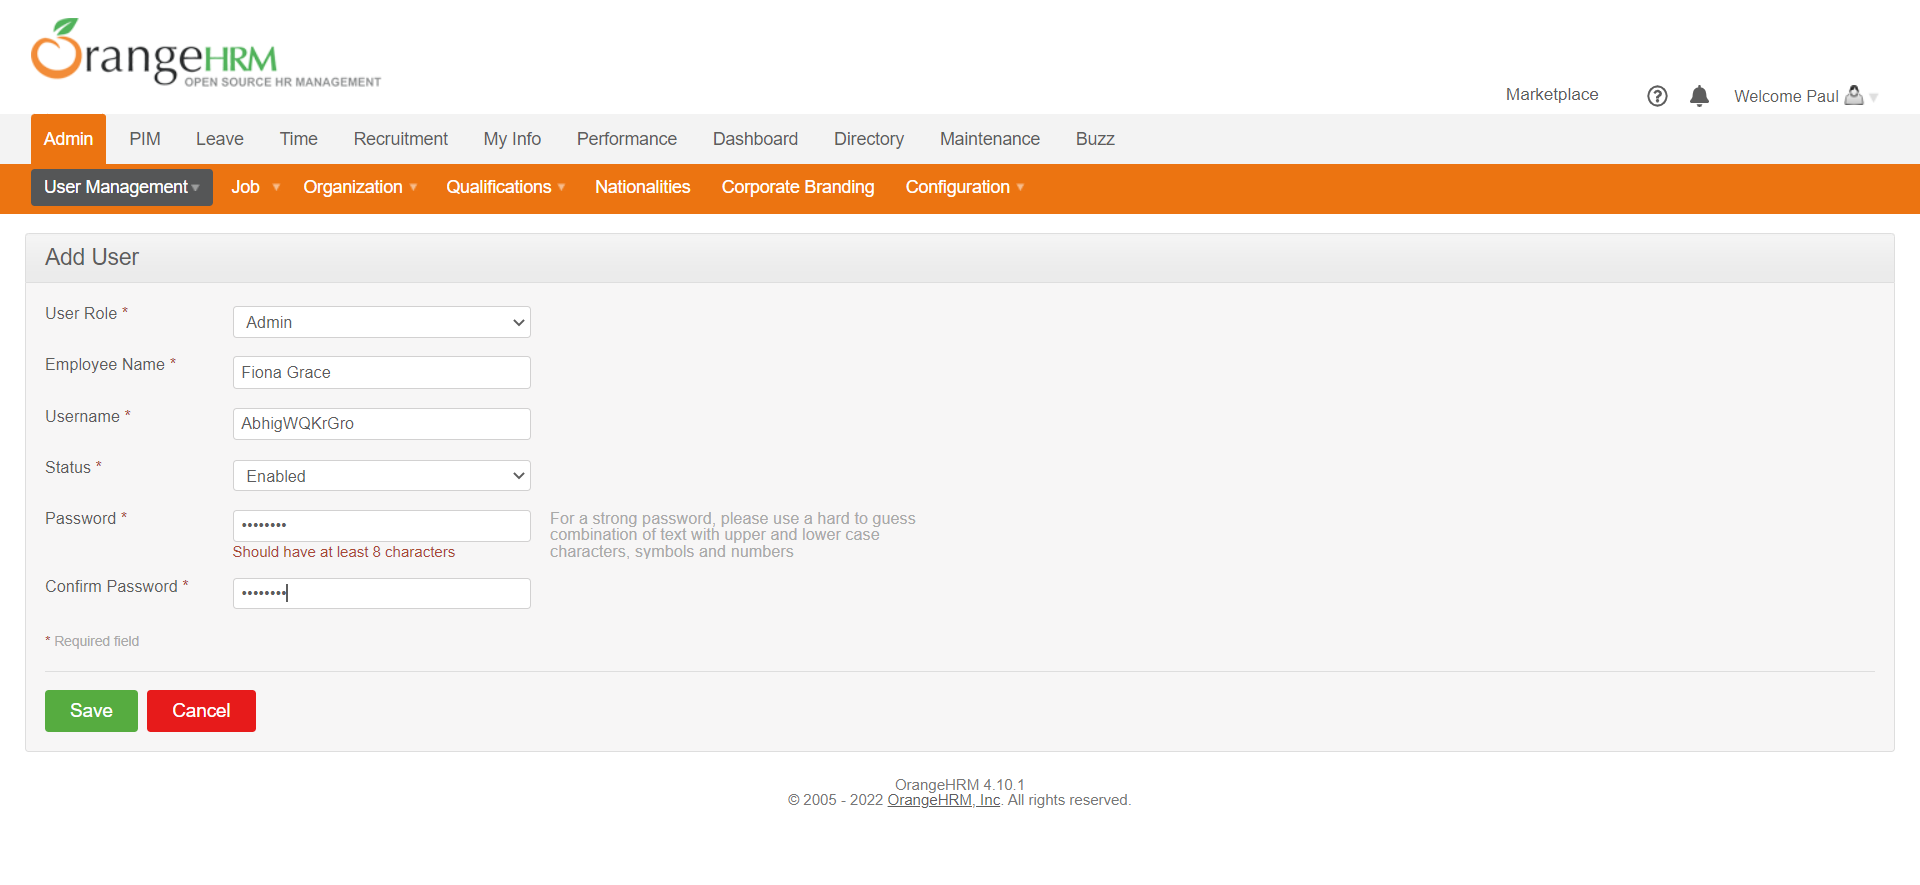 OrangeHRM
OPEN SOURCE HR MANAGEMENT
Marketplace ? Welcome Paul
Admin PIM Leave Time Recruitment My Info Performance Dashboard Directory Maintenance Buzz
User Management Job Organization Qualifications Nationalities Corporate Branding Configuration
Add User
User Role * Admin
Employee Name * Fiona Grace
Username * AbhigWQKrGro
Status * Enabled
Password * •••••••• For a strong password, please use a hard to guess
combination of text with upper and lower case
Should have at least 8 characters characters, symbols and numbers
Confirm Password * ••••••••
* Required field
Save Cancel
OrangeHRM 4.10.1
© 2005 - 2022 OrangeHRM, Inc. All rights reserved.